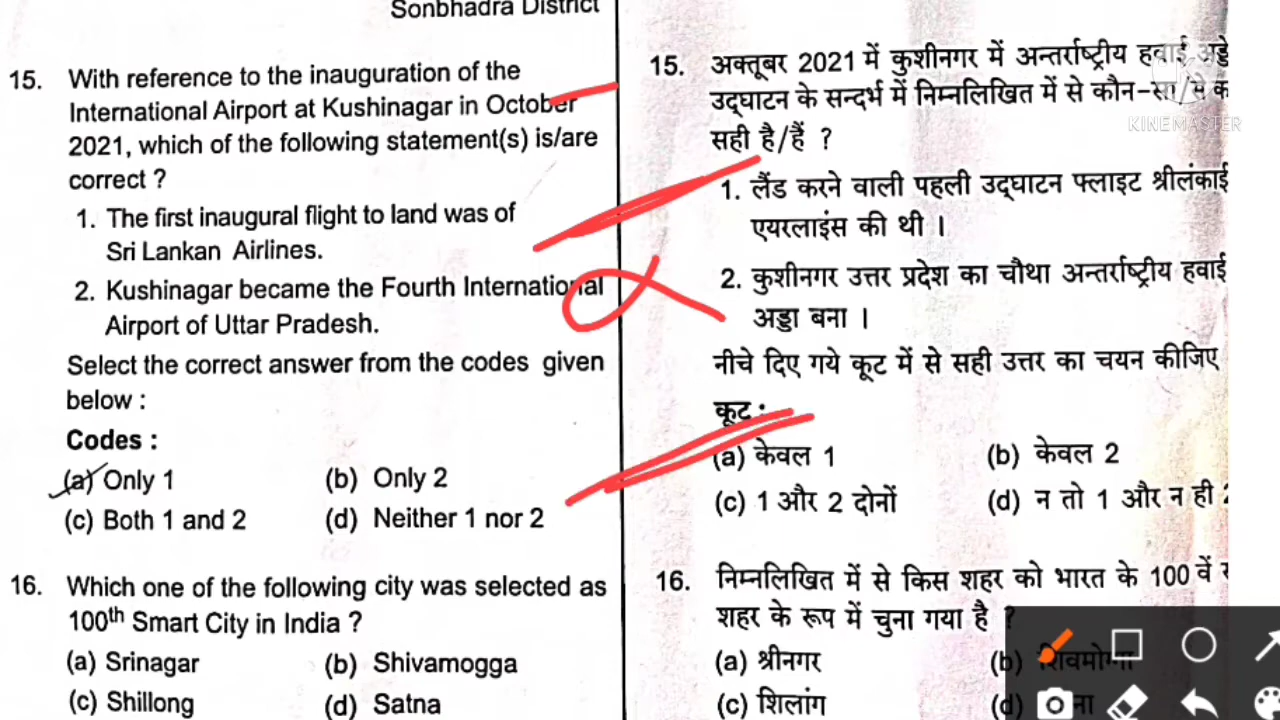 Sonbhadra District
15. With reference to the inauguration of the
International Airport at Kushinagar in October
2021, which of the following statement(s) is/are
correct ?
1. The first inaugural flight to land was of
Sri Lankan Airlines.
2. Kushinagar became the Fourth International
Airport of Uttar Pradesh.
Select the correct answer from the codes given
below :
Codes :
(a) Only 1 (b) Only 2
(c) Both 1 and 2 (d) Neither 1 nor 2
16. Which one of the following city was selected as
100th Smart City in India ?
(a) Srinagar (b) Shivamogga
(c) Shillong (d) Satna
15. अक्तूबर 2021 में कुशीनगर में अन्तर्राष्ट्रीय हवाई अड्डे
उद्घाटन के सन्दर्भ में निम्नलिखित में से कौन-सा से
सही है/हैं ?
1. लैंड करने वाली पहली उद्घाटन फ्लाइट श्रीलंकाई
एयरलाइंस की थी ।
2. कुशीनगर उत्तर प्रदेश का चौथा अन्तर्राष्ट्रीय हवाई
अड्डा बना ।
नीचे दिए गये कूट में से सही उत्तर का चयन कीजिए
कूट :
(a) केवल 1 (b) केवल 2
(c) 1 और 2 दोनों (d) न तो 1 और न ही
16. निम्नलिखित में से किस शहर को भारत के 100 वें
शहर के रूप में चुना गया है ?
(a) श्रीनगर (b) शिवमोग्गा
(c) शिलांग (d)
KINEMASTER